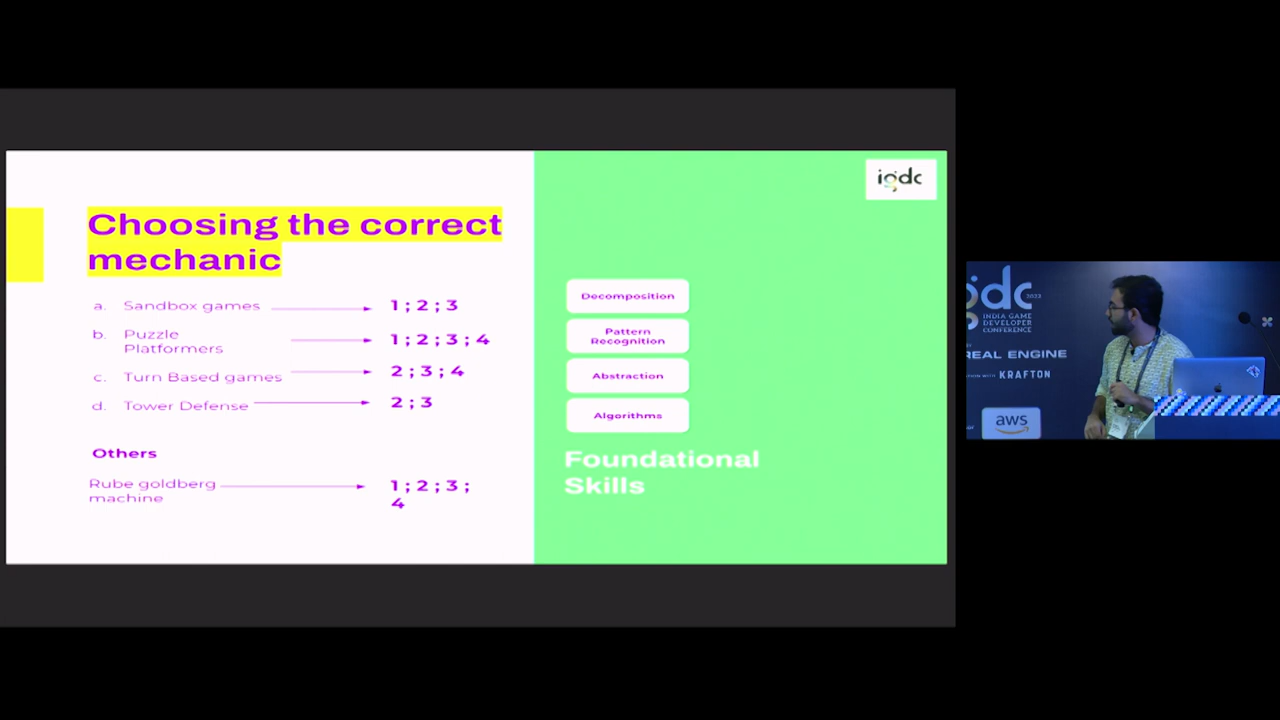 igdc
Choosing the correct
mechanic
a. Sandbox games 1 ; 2 ; 3
b. Puzzle
Platformers 1 ; 2 ; 3 ; 4
c. Turn Based games 2 ; 3 ; 4
d. Tower Defense 2 ; 3
Others
Rube goldberg
machine 1 ; 2 ; 3 ;
4
Decomposition
Pattern
Recognition
Abstraction
Algorithms
Foundational
Skills
gdc
INDIA GAME
DEVELOPER
CONFERENCE
REAL ENGINE
WITH KRAFTON
aws